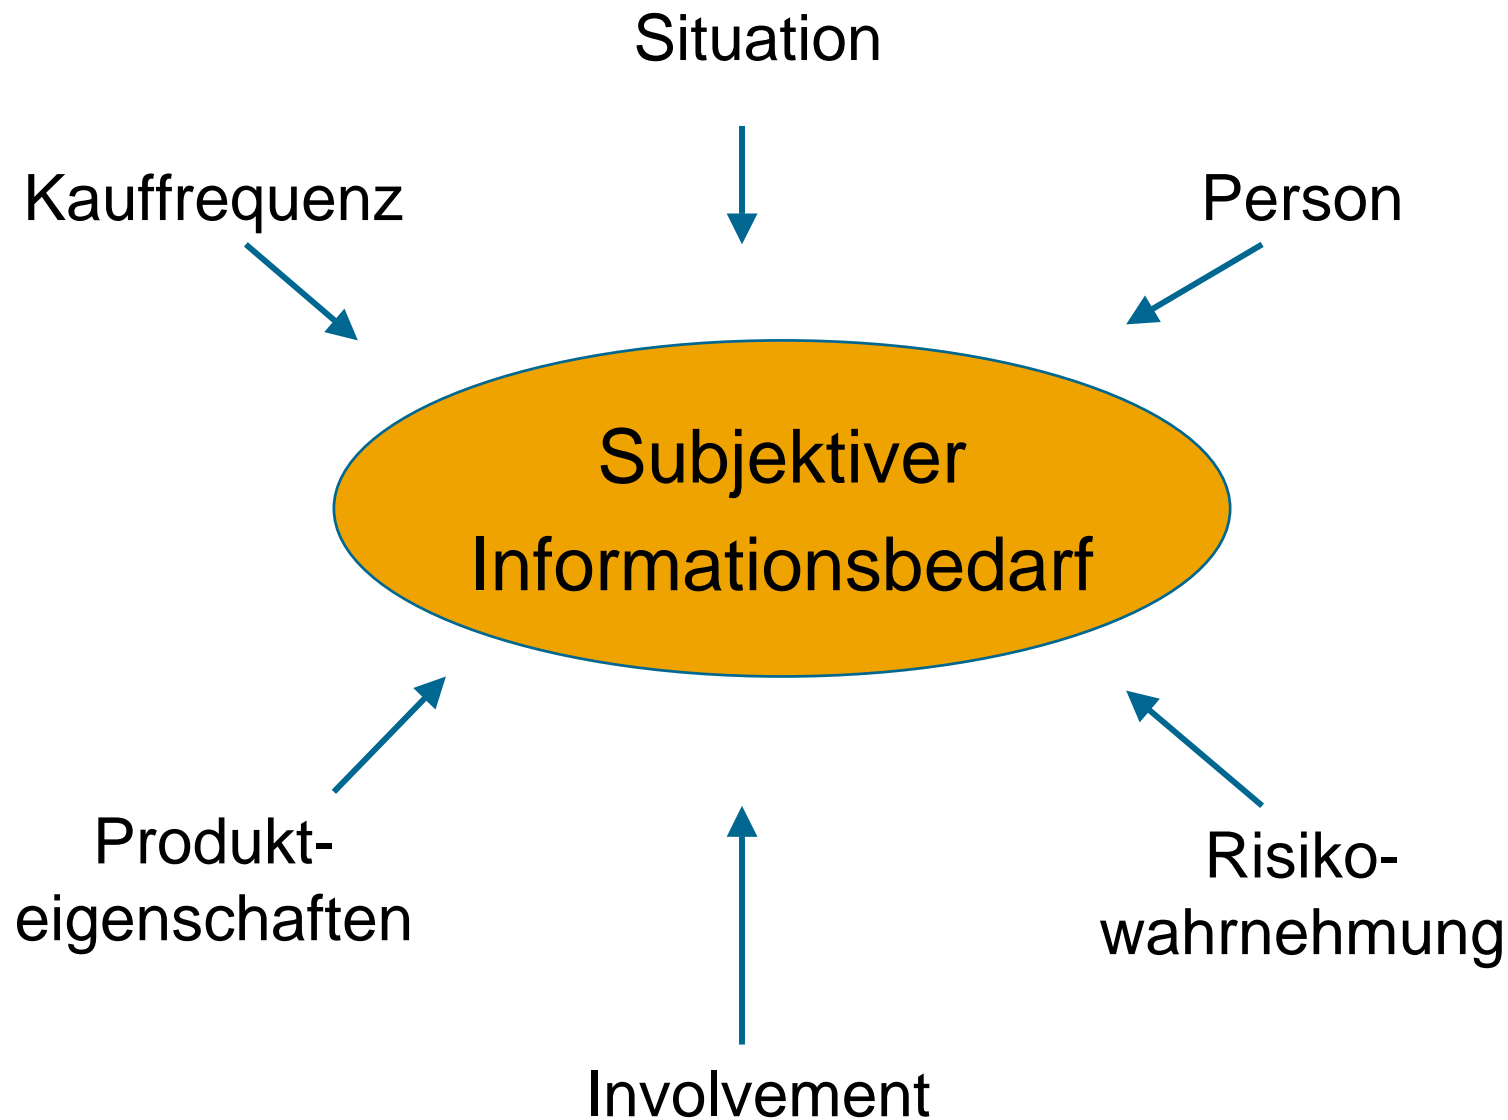 Situation
Kauffrequenz
Person
Subjektiver
Informationsbedarf
Produkt-
eigenschaften
Risiko-
wahrnehmung
Involvement